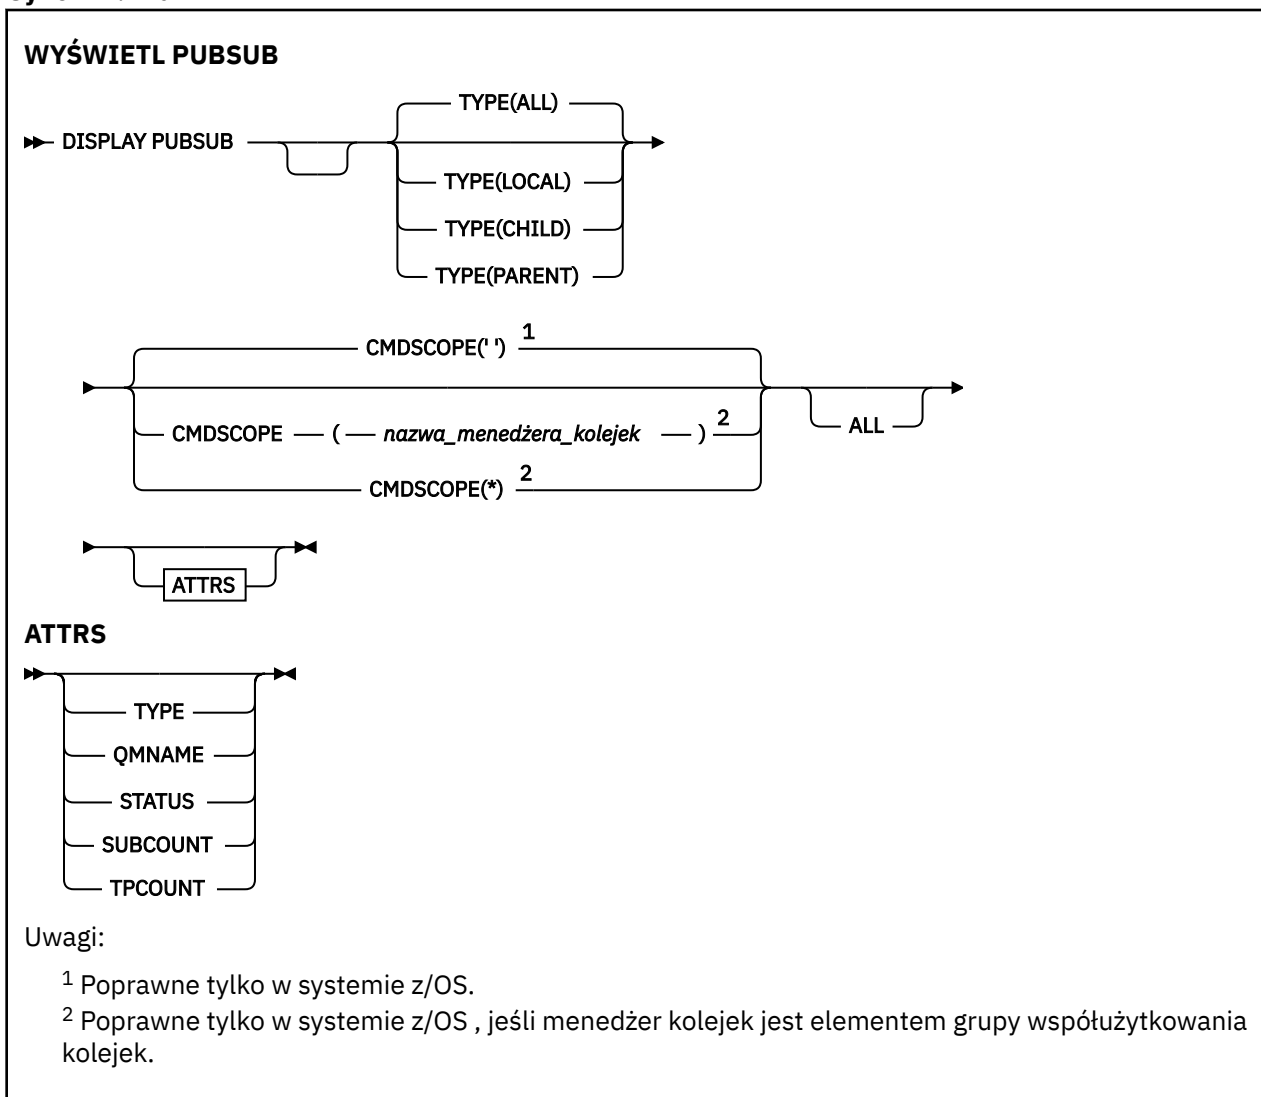 WYŚWIETL PUBSUB
TYPE(ALL)
DISPLAY PUBSUB
TYPE(LOCAL)
TYPE(CHILD)
TYPE(PARENT)
CMDSCOPE(' ') 1
CMDSCOPE ( nazwa_menedżera_kolejek ) 2
ALL
CMDSCOPE(*) 2
ATTRS
ATTRS
TYPE
QMNAME
STATUS
SUBCOUNT
TPCOUNT
Uwagi:
1 Poprawne tylko w systemie z/OS.
2 Poprawne tylko w systemie z/OS , jeśli menedżer kolejek jest elementem grupy współużytkowania
kolejek.